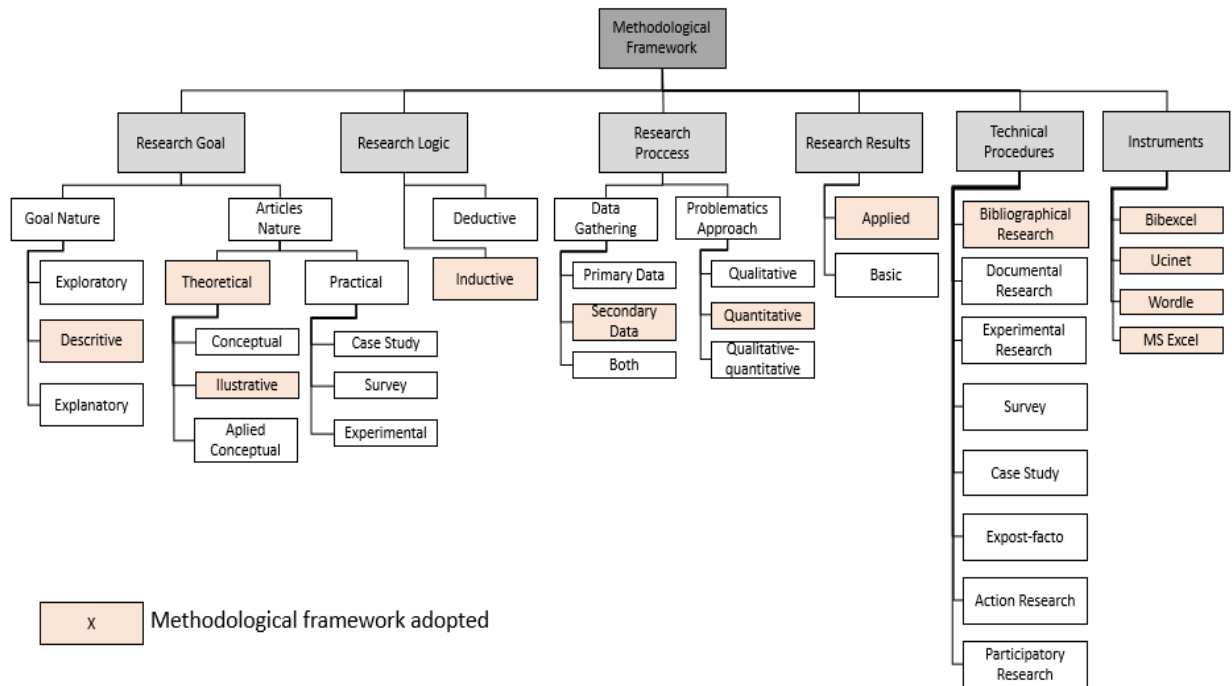 Methodological
Framework
Research Goal
Research Logic
Research
Proccess
Research Results
Technical
Procedures
Instruments
Goal Nature
Articles
Nature
Deductive
Data
Gathering
Problematics
Approach
Applied
Bibliographical
Research
Bibexcel
Exploratory
Theoretical
Practical
Inductive
Primary Data
Qualitative
Basic
Documental
Research
Ucinet
Descritive
Conceptual
Case Study
Secondary
Data
Quantitative
Experimental
Research
Wordle
MS Excel
Explanatory
Ilustrative
Survey
Both
Qualitative-
quantitative
Survey
Aplied
Conceptual
Experimental
Case Study
Expost-facto
Action Research
Participatory
Research
X
Methodological framework adopted